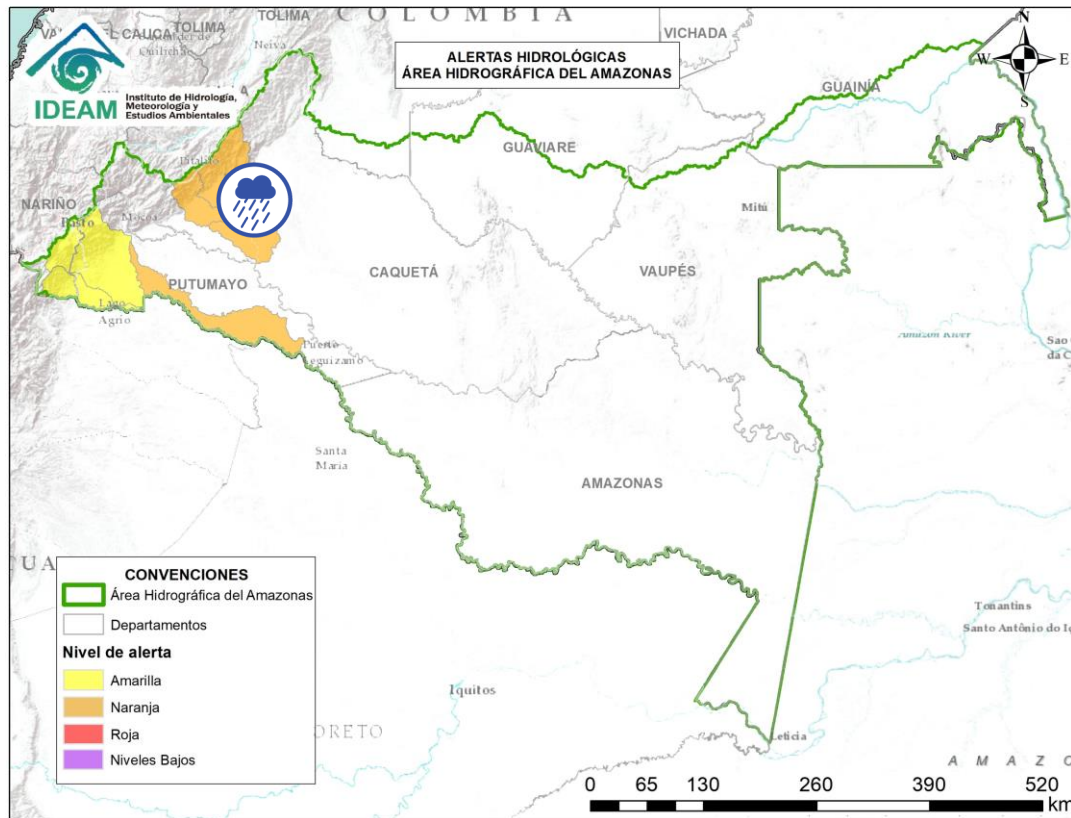 COLOMBIA
TOLIMA
TOLIMA
CAUCA
Neiva
VICHADA
N
W
E
S
IDEAM
Instituto de Hidrología,
Meteorología y
Estudios Ambientales
ALERTAS HIDROLÓGICAS
ÁREA HIDROGRÁFICA DEL AMAZONAS
GUAINÍA
GUAVIARE
Pitalito
NARIÑO
Pasto
Mocoa
Mitú
CAQUETÁ
VAUPÉS
PUTUMAYO
Lago
Agrio
Amazon River
Puerto
Leguizamo
Santa
Maria
AMAZONAS
CONVENCIONES
Área Hidrográfica del Amazonas
Departamentos
Nivel de alerta
Amarilla
Naranja
Roja
Niveles Bajos
Tonantins
Santo Antônio do
Iquitos
Leticia
0 65 130 260 390 520
km